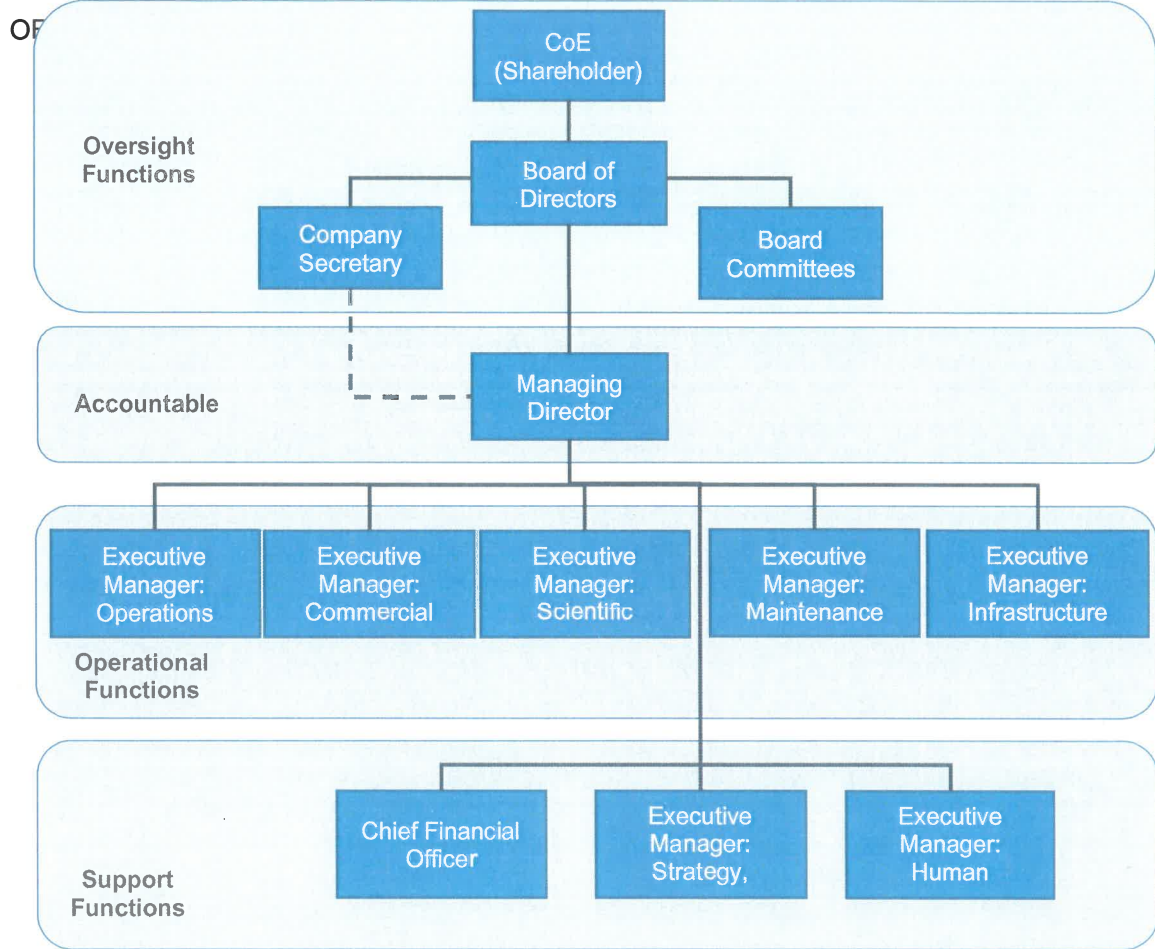 CoE
(Shareholder)
Oversight
Functions
Board of
Directors
Company
Secretary
Board
Committees
Accountable
Managing
Director
Executive
Manager:
Operations
Executive
Manager:
Commercial
Executive
Manager:
Scientific
Executive
Manager:
Maintenance
Executive
Manager:
Infrastructure
Operational
Functions
Chief Financial
Officer
Executive
Manager:
Strategy,
Executive
Manager:
Human
Support
Functions